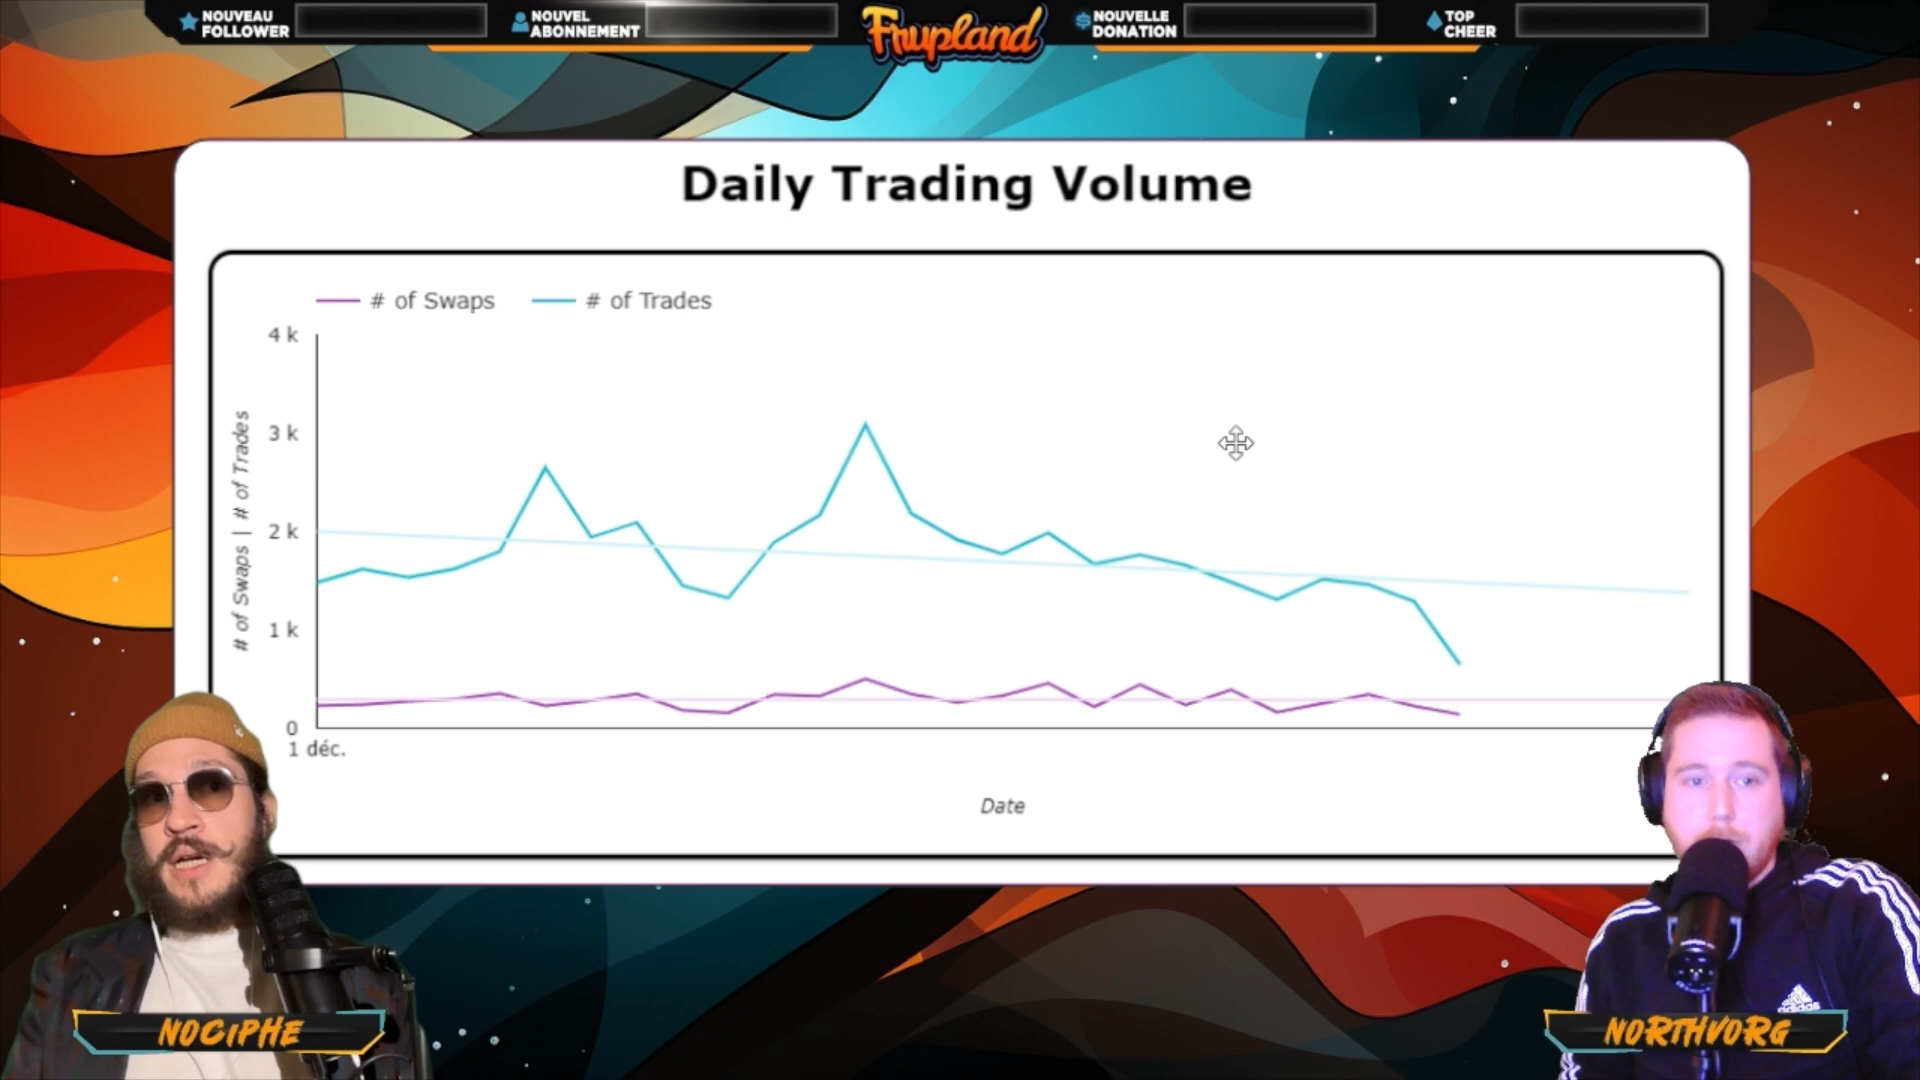 NOUVEAU
FOLLOWER
NOUVEL
ABONNEMENT
Frupland
NOUVELLE
DONATION
TOP
CHEER
Daily Trading Volume
# of Swaps
# of Trades
4 k
3 k
2 k
1 k
0
# of Swaps | # of Trades
1 déc.
Date
NOCIPHE
adidas
NORTHVORG